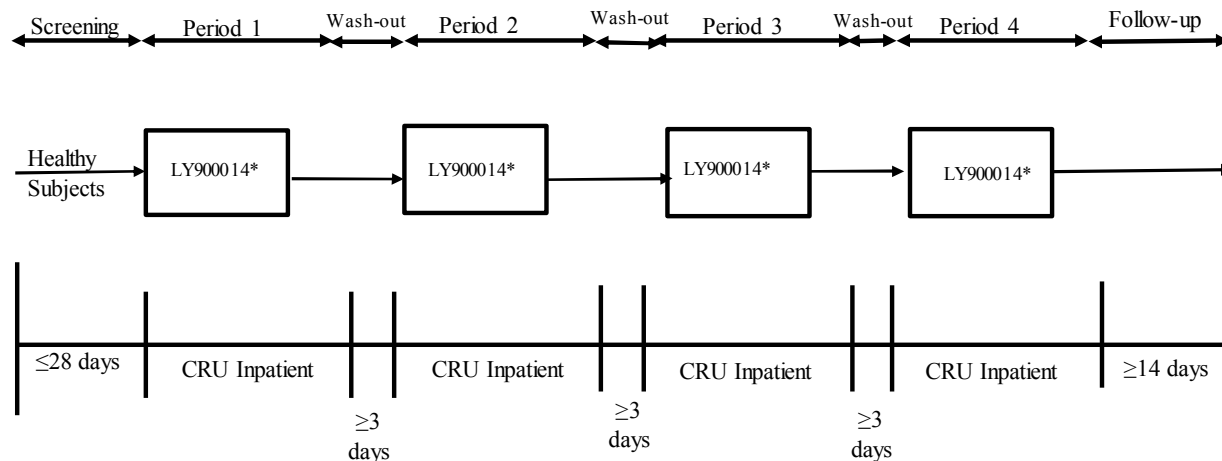 Screening
Period 1
Wash-out
Period 2
Wash-out
Period 3
Wash-out
Period 4
Follow-up
Healthy
Subjects
LY900014*
LY900014*
LY900014*
LY900014*
≤28 days
CRU Inpatient
≥3
days
CRU Inpatient
≥3
days
CRU Inpatient
≥3
days
CRU Inpatient
≥14 days